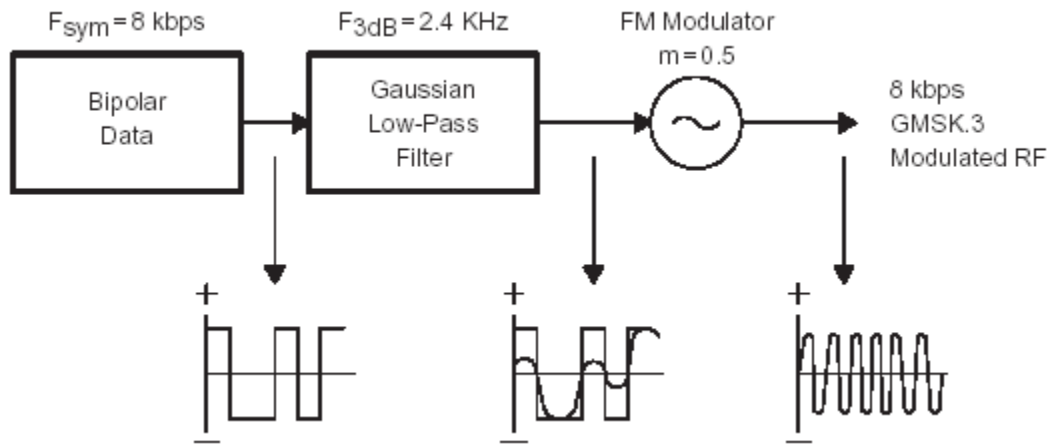 Fsym=8 kbps
F3dB=2.4 KHz
FM Modulator
m=0.5
Bipolar
Data
Gaussian
Low-Pass
Filter
8 kbps
GMSK.3
Modulated RF
+
+
+
—
—
—